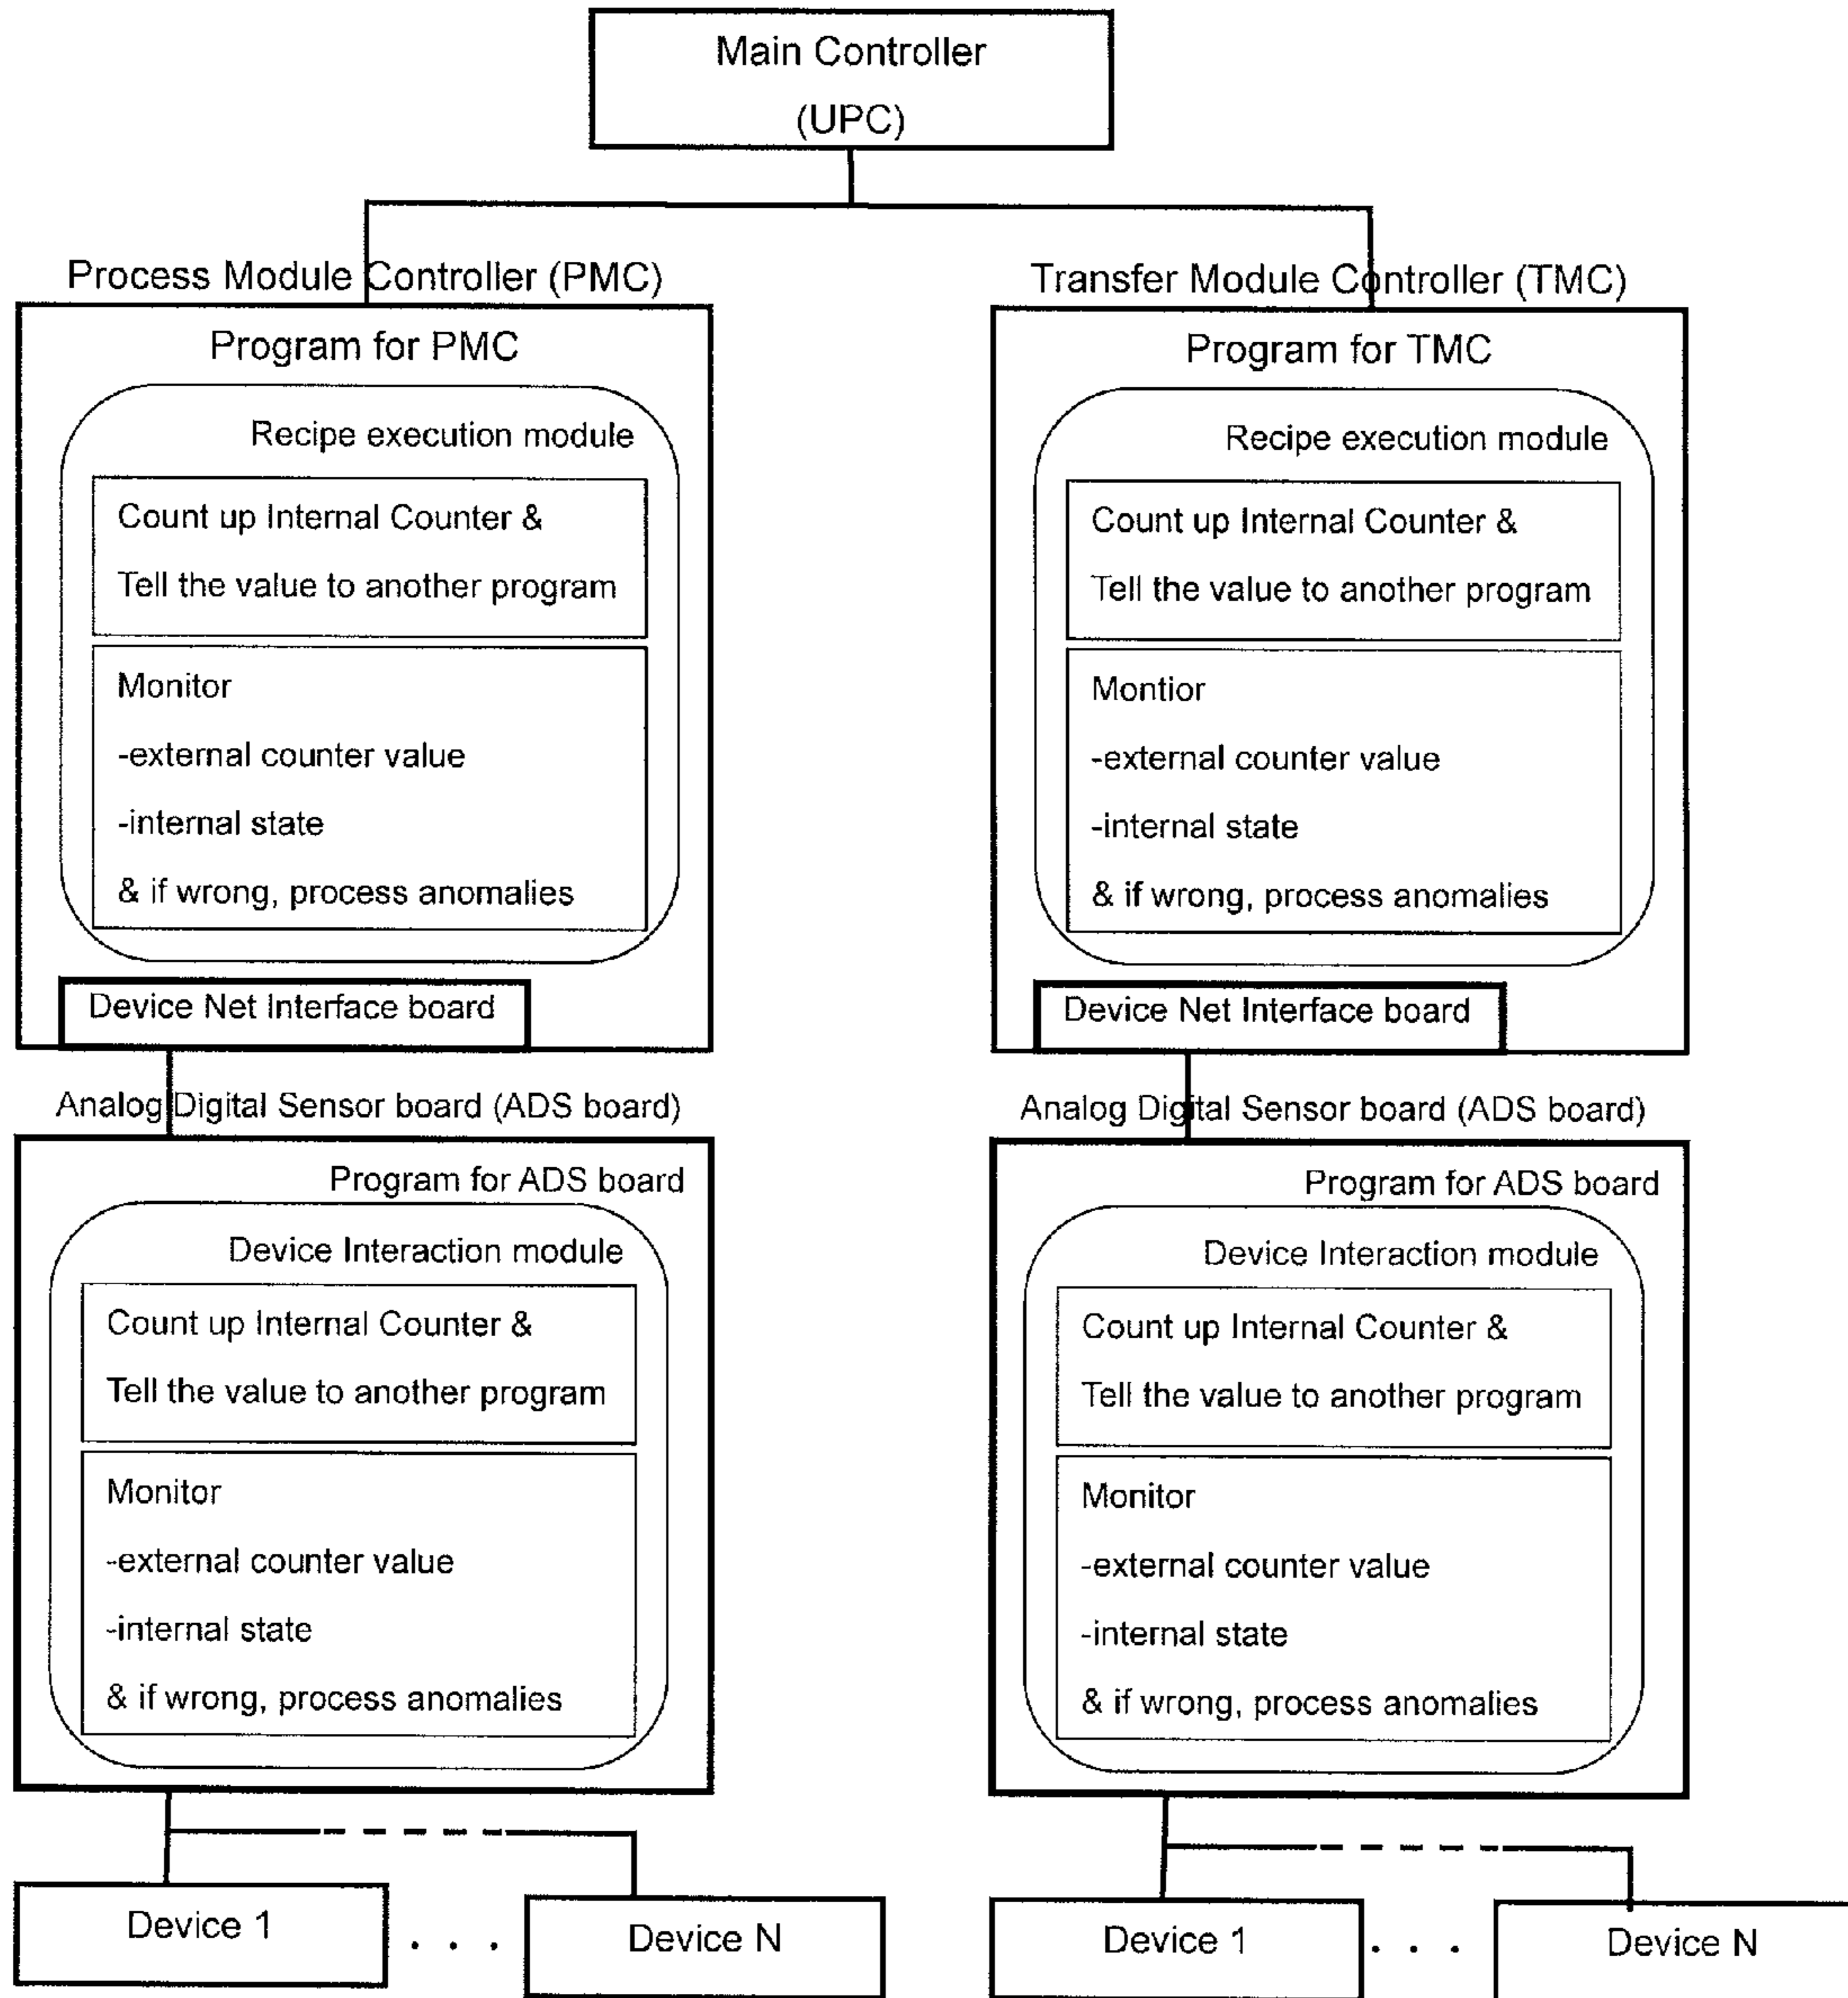 Main Controller
(UPC)
Process Module Controller (PMC)
Program for PMC
Recipe execution module
Count up Internal Counter &
Tell the value to another program
Monitor
-external counter value
-internal state
& if wrong, process anomalies
Device Net Interface board
Analog Digital Sensor board (ADS board)
Program for ADS board
Device Interaction module
Count up Internal Counter &
Tell the value to another program
Monitor
-external counter value
-internal state
& if wrong, process anomalies
Device 1
. . .
Device N
Transfer Module Controller (TMC)
Program for TMC
Recipe execution module
Count up Internal Counter &
Tell the value to another program
Montior
-external counter value
-internal state
& if wrong, process anomalies
Device Net Interface board
Analog Digital Sensor board (ADS board)
Program for ADS board
Device Interaction module
Count up Internal Counter &
Tell the value to another program
Monitor
-external counter value
-internal state
& if wrong, process anomalies
Device 1
. . .
Device N